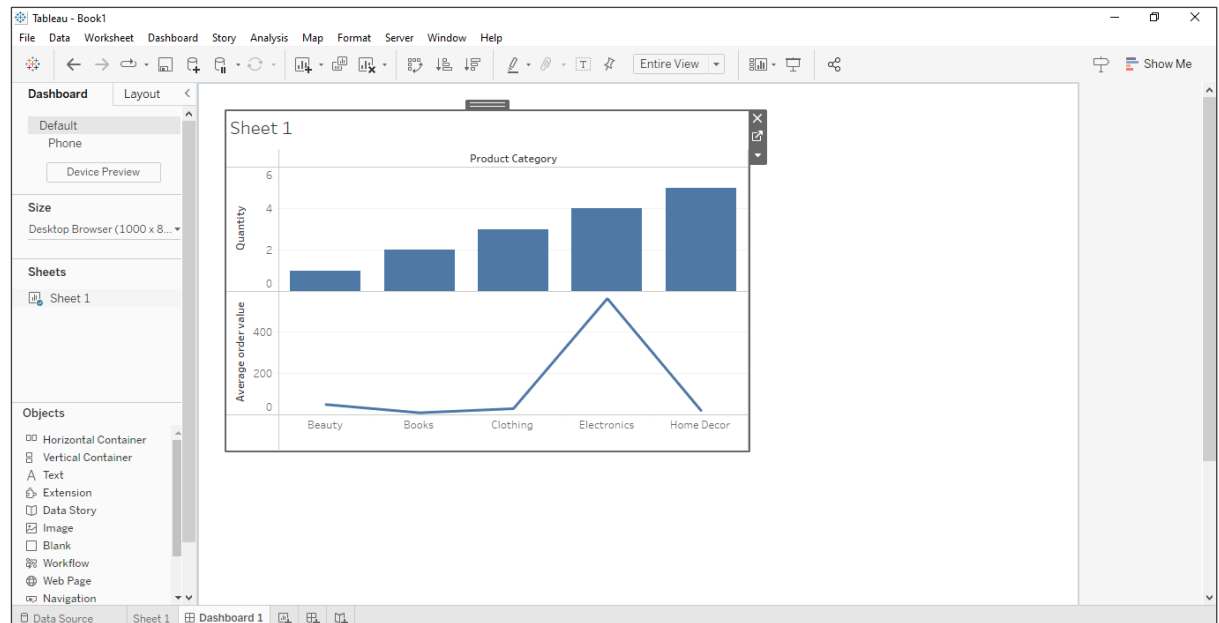 Tableau - Book1
File Data Worksheet Dashboard Story Analysis Map Format Server Window Help
Entire View
Show Me
Dashboard Layout
Default
Phone
Device Preview
Size
Desktop Browser (1000 x 8...
Sheets
Sheet 1
Objects
Horizontal Container
Vertical Container
A Text
Extension
Data Story
Image
Blank
Workflow
Web Page
Navigation
Sheet 1
Product Category
Quantity
6
4
2
0
Average order value
400
200
0
Beauty Books Clothing Electronics Home Decor
Data Source Sheet 1 Dashboard 1